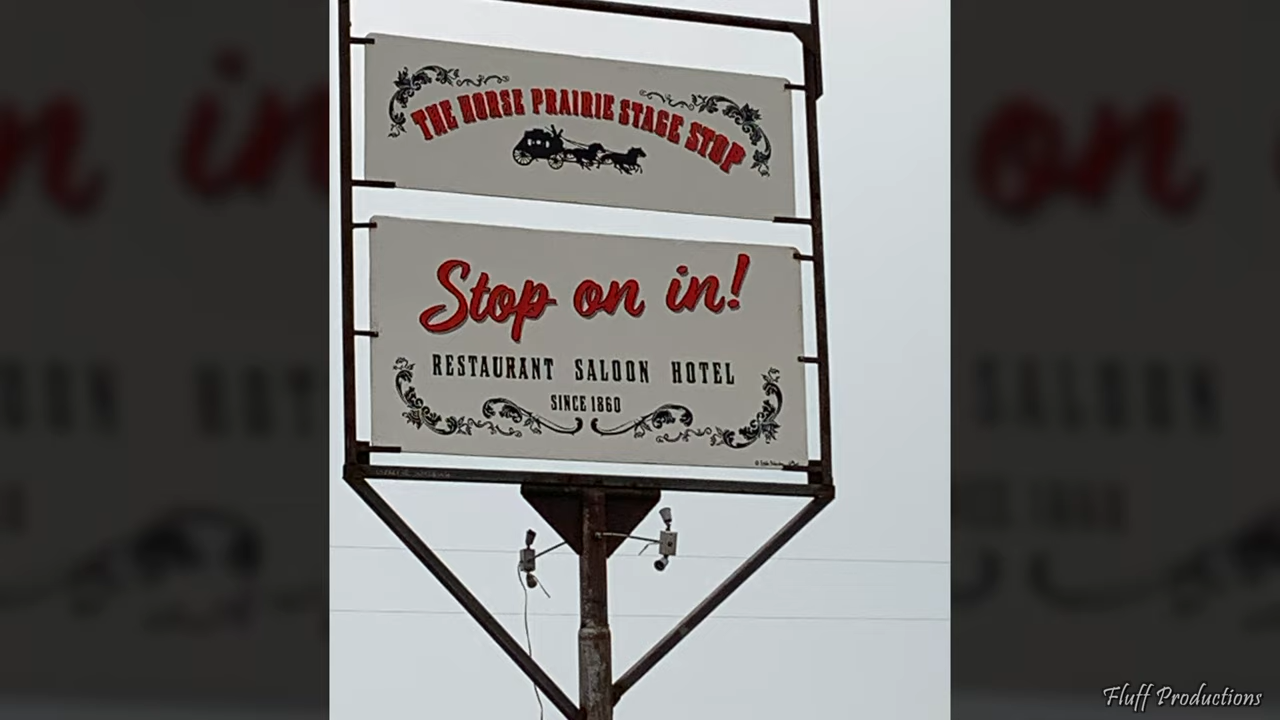 THE HORSE PRAIRIE STAGE STOP
Stop on in!
RESTAURANT SALOON HOTEL
SINCE 1860
Fluff Productions